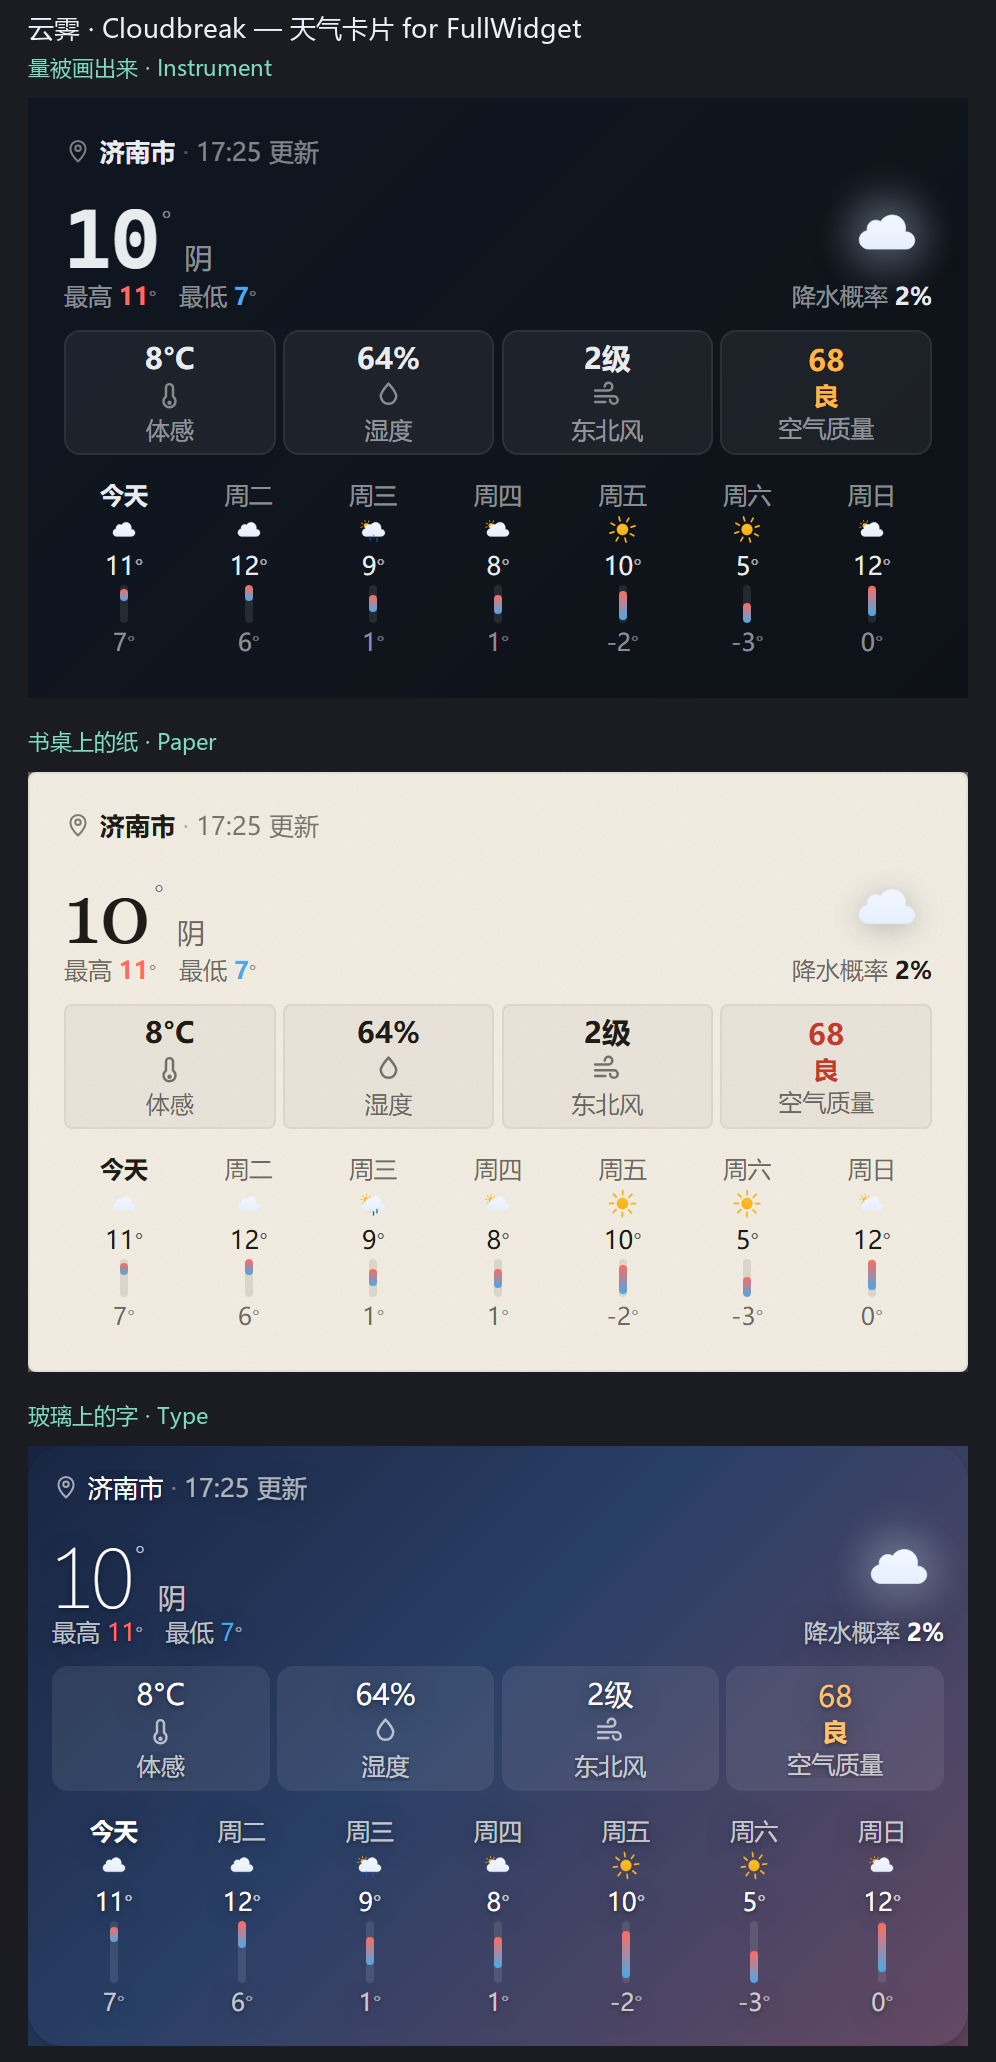 云霁 · Cloudbreak — 天气卡片 for FullWidget
量被画出来 · Instrument
济南市 · 17:25 更新
10° 阴
最高 11° 最低 7° 降水概率 2%
8°C 64% 2级 68
良
体感 湿度 东北风 空气质量
今天 周二 周三 周四 周五 周六 周日
11° 12° 9° 8° 10° 5° 12°
7° 6° 1° 1° -2° -3° 0°
书桌上的纸 · Paper
济南市 · 17:25 更新
10° 阴
最高 11° 最低 7° 降水概率 2%
8°C 64% 2级 68
良
体感 湿度 东北风 空气质量
今天 周二 周三 周四 周五 周六 周日
11° 12° 9° 8° 10° 5° 12°
7° 6° 1° 1° -2° -3° 0°
玻璃上的字 · Type
济南市 · 17:25 更新
10° 阴
最高 11° 最低 7° 降水概率 2%
8°C 64% 2级 68
良
体感 湿度 东北风 空气质量
今天 周二 周三 周四 周五 周六 周日
11° 12° 9° 8° 10° 5° 12°
7° 6° 1° 1° -2° -3° 0°